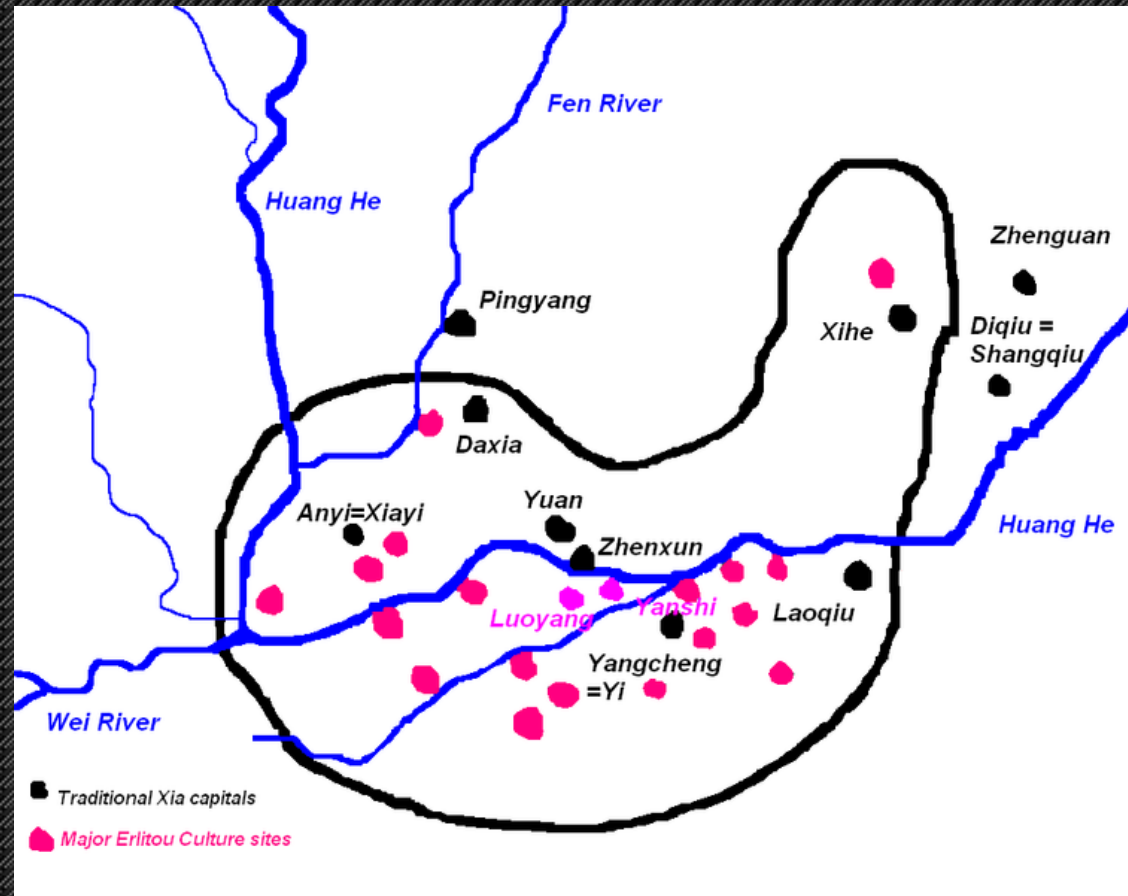 Fen River
Huang He
Zhenguan
Pingyang
Xihe
Diqiu =
Shangqiu
Daxia
Anyi=Xiayi
Yuan
Huang He
Zhenxun
Luoyang
Yanshi
Laoqiu
Yangcheng
=Yi
Wei River
Traditional Xia capitals
Major Erlitou Culture sites